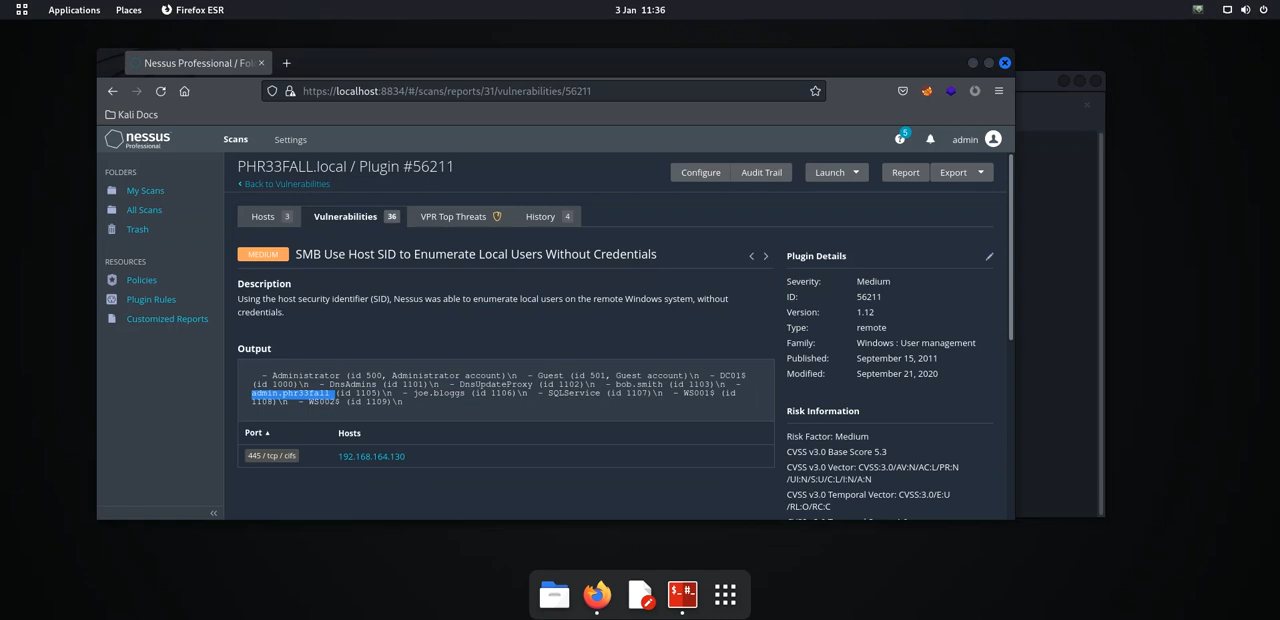 Applications Places Firefox ESR 3 Jan 11:36
Nessus Professional / Fol
https://localhost:8834/#/scans/reports/31/vulnerabilities/56211
Kali Docs
nessus Professional Scans Settings 5 admin
FOLDERS
My Scans
All Scans
Trash
RESOURCES
Policies
Plugin Rules
Customized Reports
PHR33FALL.local / Plugin #56211
< Back to Vulnerabilities
Configure Audit Trail Launch Report Export
Hosts 3 Vulnerabilities 36 VPR Top Threats History 4
MEDIUM SMB Use Host SID to Enumerate Local Users Without Credentials
Description
Using the host security identifier (SID), Nessus was able to enumerate local users on the remote Windows system, without
credentials.
Output
- Administrator (id 500, Administrator account)\n - Guest (id 501, Guest account)\n - DC01$
(id 1000)\n - DnsAdmins (id 1101)\n - DnsUpdateProxy (id 1102)\n - bob.smith (id 1103)\n -
admin.phr33fall (id 1105)\n - joe.bloggs (id 1106)\n - SQLService (id 1107)\n - WS001$ (id
1108)\n - WS002$ (id 1109)\n
Port Hosts
445 / tcp / cifs 192.168.164.130
Plugin Details
Severity: Medium
ID: 56211
Version: 1.12
Type: remote
Family: Windows : User management
Published: September 15, 2011
Modified: September 21, 2020
Risk Information
Risk Factor: Medium
CVSS v3.0 Base Score 5.3
CVSS v3.0 Vector: CVSS:3.0/AV:N/AC:L/PR:N
/UI:N/S:U/C:L/I:N/A:N
CVSS v3.0 Temporal Vector: CVSS:3.0/E:U
/RL:O/RC:C
$_ #_